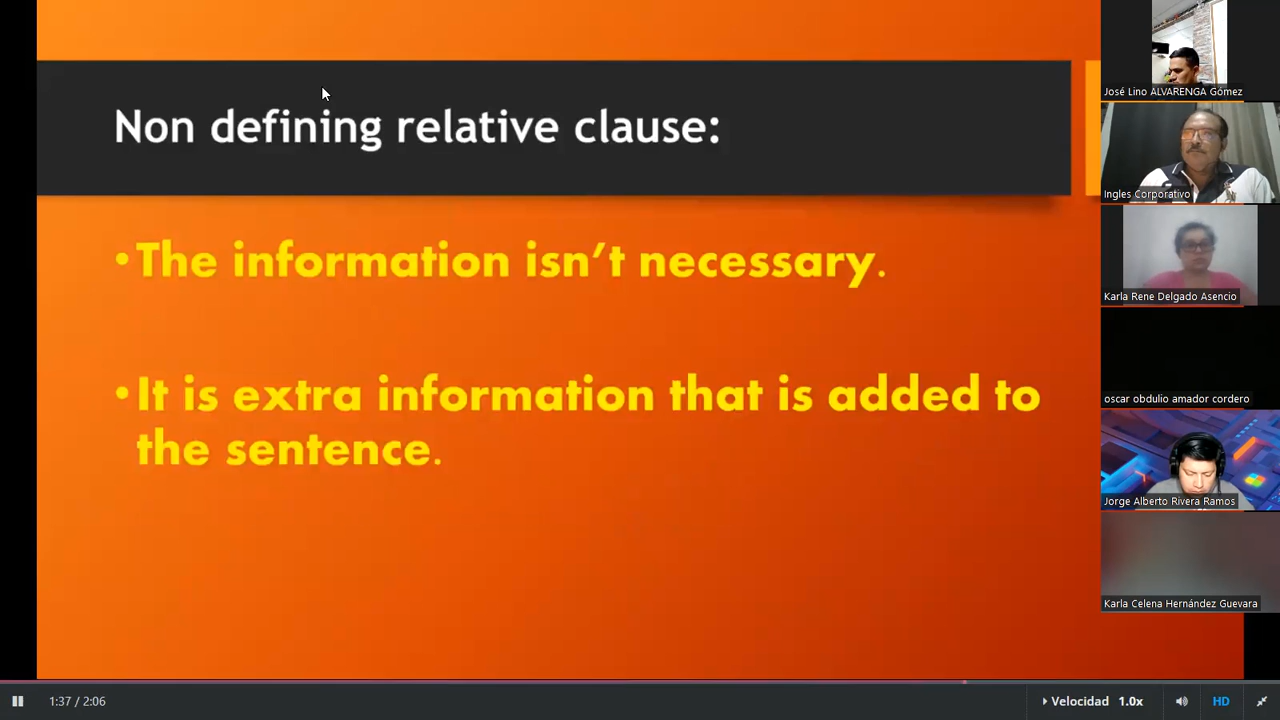 Non defining relative clause:
•The information isn't necessary.
•It is extra information that is added to
the sentence.
José Lino ALVARENGA Gómez
Ingles Corporativo
Karla Rene Delgado Asencio
oscar obdulio amador cordero
Jorge Alberto Rivera Ramos
Karla Celena Hernández Guevara
1:37 / 2:06
Velocidad 1.0x
HD